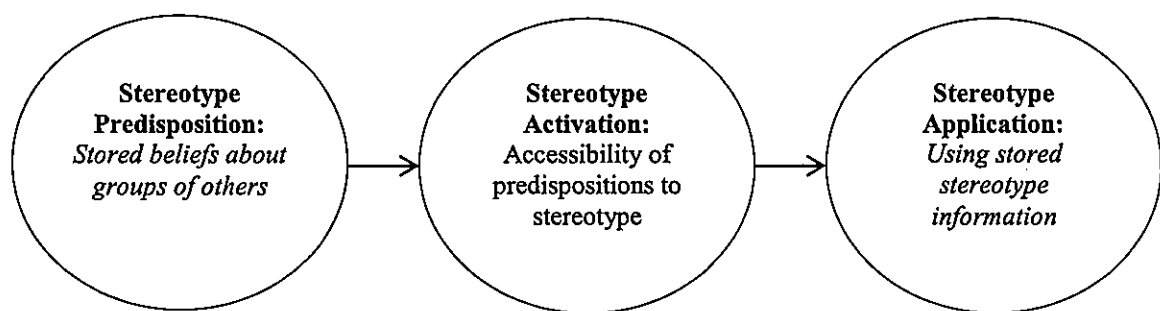 Stereotype
Predisposition:
Stored beliefs about
groups of others
Stereotype
Activation:
Accessibility of
predispositions to
stereotype
Stereotype
Application:
Using stored
stereotype
information